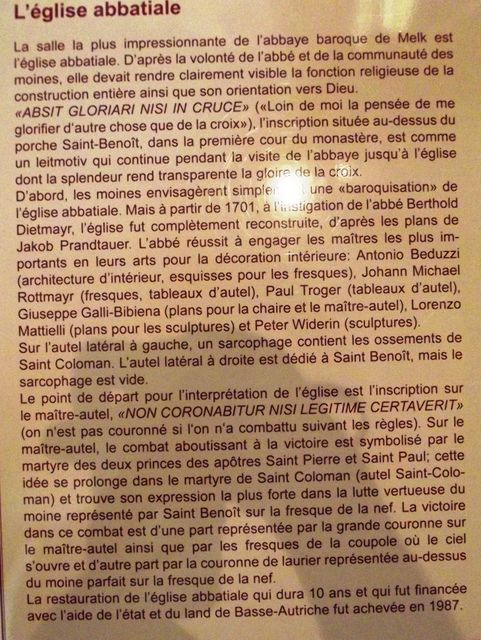 L'église abbatiale
La salle la plus impressionnante de l'abbaye baroque de Melk est
l'église abbatiale. D'après la volonté de l'abbé et de la communauté des
moines, elle devait rendre clairement visible la fonction religieuse de la
construction entière ainsi que son orientation vers Dieu.
«ABSIT GLORIARI NISI IN CRUCE» («Loin de moi la pensée de me
glorifier d'autre chose que de la croix»), l'inscription située au-dessus du
porche Saint-Benoît, dans la première cour du monastère, est comme
un leitmotiv qui continue pendant la visite de l'abbaye jusqu'à l'église
dont la splendeur rend transparente la gloire de la croix.
D'abord, les moines envisagèrent une «baroquisation» de
l'église abbatiale. Mais à partir de 1701, à l'instigation de l'abbé Berthold
Dietmayr, l'église fut complètement reconstruite, d'après les plans de
Jakob Prandtauer. L'abbé réussit à engager les maîtres les plus im-
portants en leurs arts pour la décoration intérieure: Antonio Beduzzi
(architecture d'intérieur, esquisses pour les fresques), Johann Michael
Rottmayr (fresques, tableaux d'autel), Paul Troger (tableaux d'autel),
Giuseppe Galli-Bibiena (plans pour la chaire et le maître-autel), Lorenzo
Mattielli (plans pour les sculptures) et Peter Widerin (sculptures).
Sur l'autel latéral à gauche, un sarcophage contient les ossements de
Saint Coloman. L'autel latéral à droite est dédié à Saint Benoît, mais le
sarcophage est vide.
Le point de départ pour l'interprétation de l'église est l'inscription sur
le maître-autel, «NON CORONABITUR NISI LEGITIME CERTAVERIT»
(on n'est pas couronné si l'on n'a combattu suivant les règles). Sur le
maître-autel, le combat aboutissant à la victoire est symbolisé par le
martyre des deux princes des apôtres Saint Pierre et Saint Paul; cette
idée se prolonge dans le martyre de Saint Coloman (autel Saint-Colo-
man) et trouve son expression la plus forte dans la lutte vertueuse du
moine représenté par Saint Benoît sur la fresque de la nef. La victoire
dans ce combat est d'une part représentée par la grande couronne sur
le maître-autel ainsi que par les fresques de la coupole où le ciel
s'ouvre et d'autre part par la couronne de laurier représentée au-dessus
du moine parfait sur la fresque de la nef.
La restauration de l'église abbatiale qui dura 10 ans et qui fut financée
avec l'aide de l'état et du land de Basse-Autriche fut achevée en 1987.